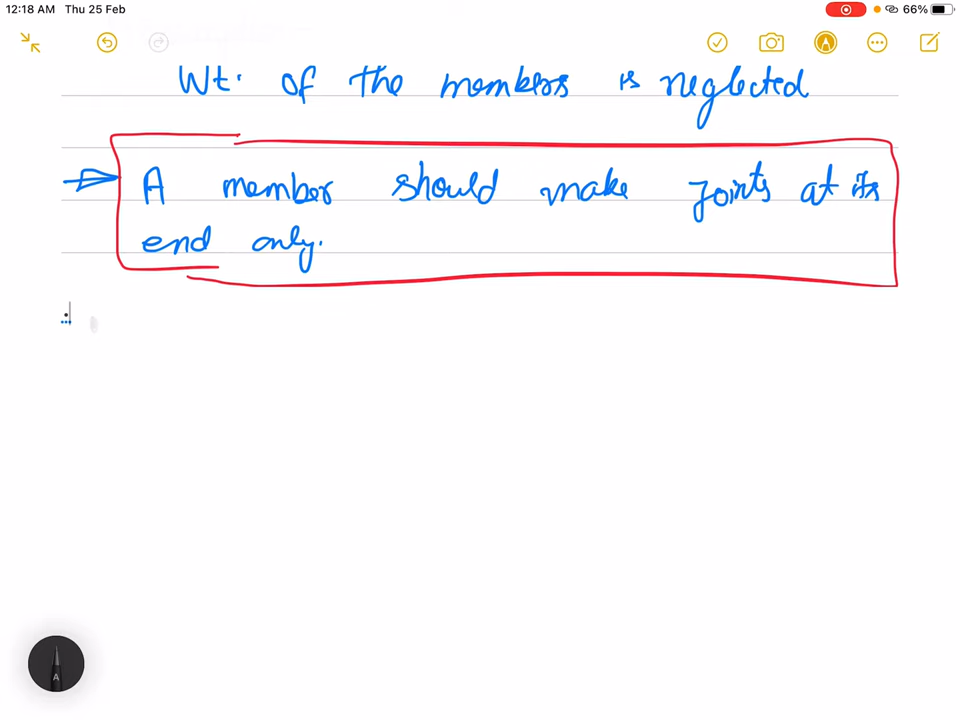 12:18 AM Thu 25 Feb 66%
Wt. of the members is neglected
A member should make joints at its
end only.
A